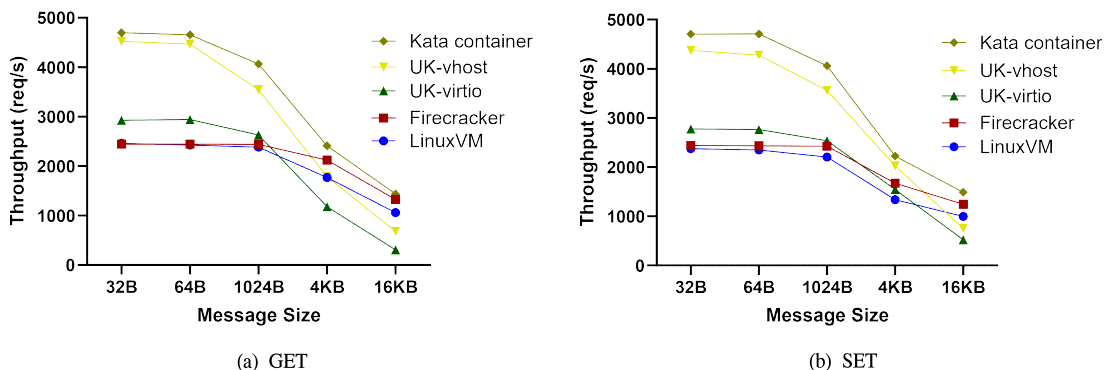 5000
4000
3000
2000
1000
0
Throughput (req/s)
32B 64B 1024B 4KB 16KB
Message Size
Kata container
UK-vhost
UK-virtio
Firecracker
LinuxVM
(a) GET
5000
4000
3000
2000
1000
0
Throughput (req/s)
32B 64B 1024B 4KB 16KB
Message Size
Kata container
UK-vhost
UK-virtio
Firecracker
LinuxVM
(b) SET